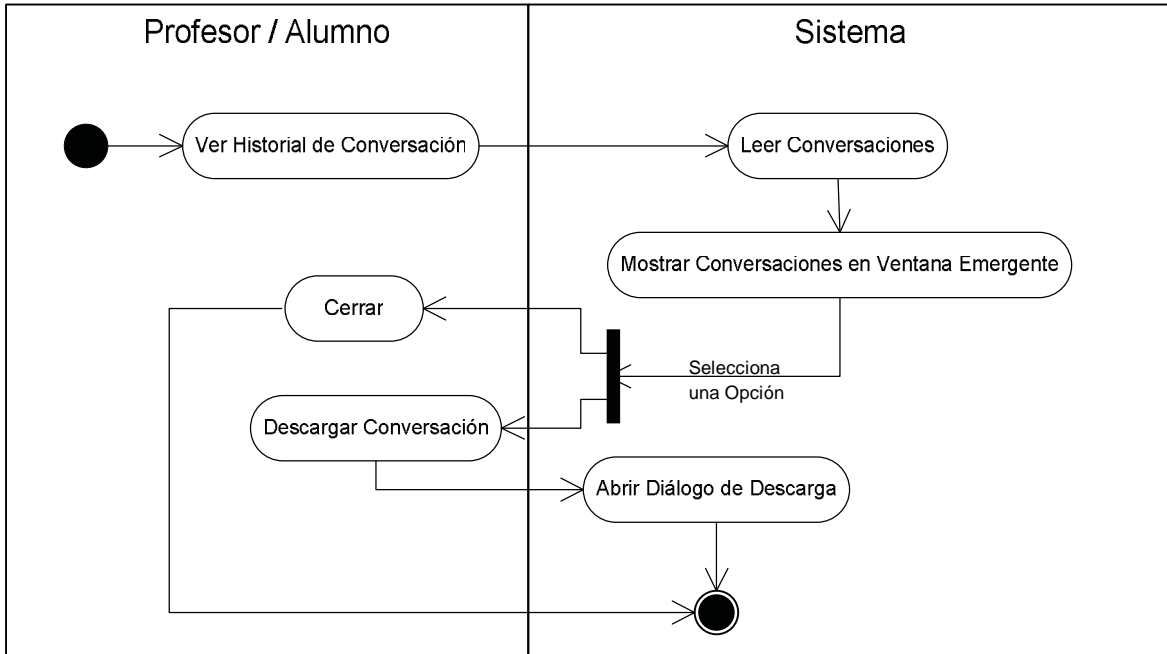 Profesor / Alumno
Sistema
Ver Historial de Conversación
Leer Conversaciones
Mostrar Conversaciones en Ventana Emergente
Cerrar
Selecciona
una Opción
Descargar Conversación
Abrir Diálogo de Descarga